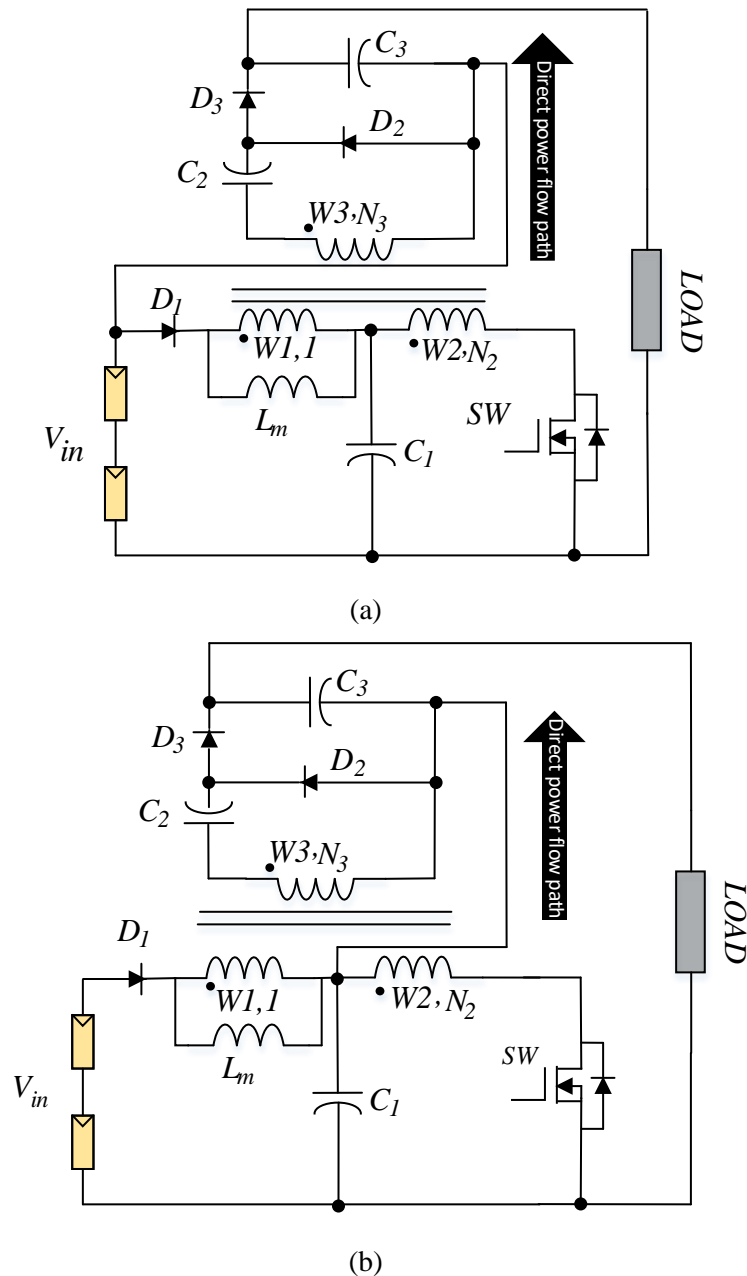 C3
Direct power flow path
D3
D2
C2
W3,N3
LOAD
D1
W1,1
W2,N2
Lm
SW
Vin
C1
(a)
C3
Direct power flow path
D3
D2
C2
W3,N3
LOAD
D1
W1,1
W2,N2
Lm
SW
Vin
C1
(b)